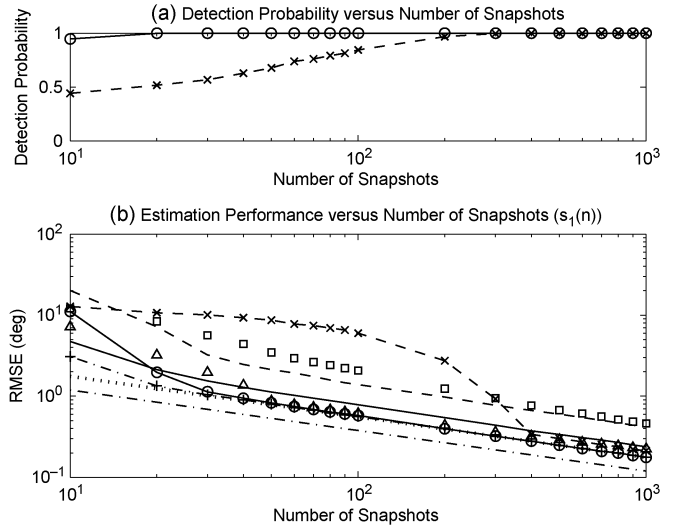 (a) Detection Probability versus Number of Snapshots
Detection Probability
1
0.5
0
10^1
10^2
10^3
Number of Snapshots
(b) Estimation Performance versus Number of Snapshots (s_1(n))
RMSE (deg)
10^2
10^1
10^0
10^−1
10^1
10^2
10^3
Number of Snapshots